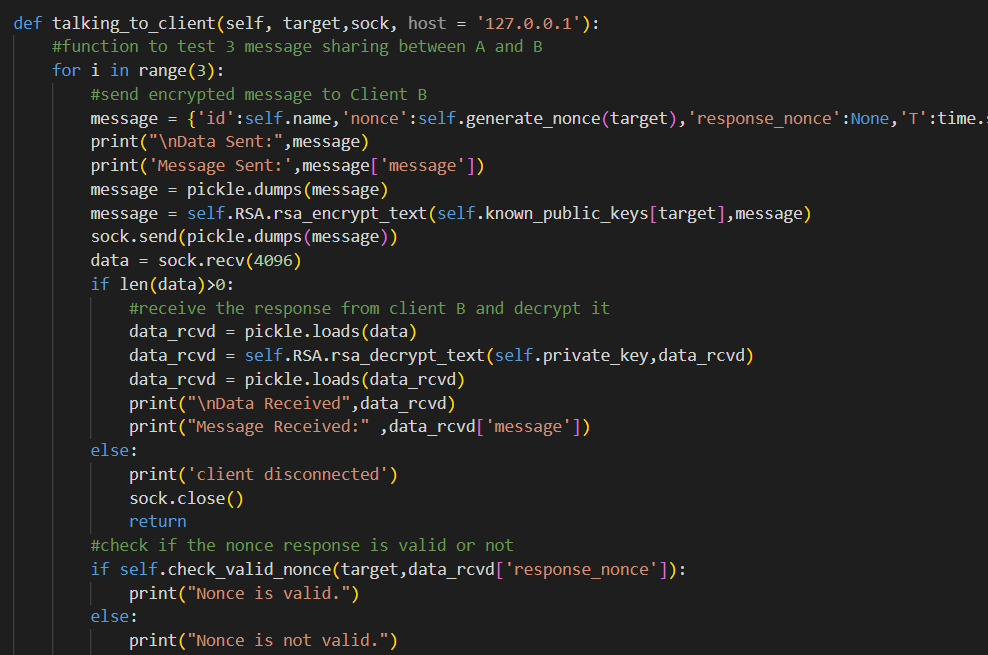 def talking_to_client(self, target,sock, host = '127.0.0.1'):
#function to test 3 message sharing between A and B
for i in range(3):
#send encrypted message to Client B
message = {'id':self.name,'nonce':self.generate_nonce(target),'response_nonce':None,'T':time.
print("\nData Sent:",message)
print('Message Sent:',message['message'])
message = pickle.dumps(message)
message = self.RSA.rsa_encrypt_text(self.known_public_keys[target],message)
sock.send(pickle.dumps(message))
data = sock.recv(4096)
if len(data)>0:
#receive the response from client B and decrypt it
data_rcvd = pickle.loads(data)
data_rcvd = self.RSA.rsa_decrypt_text(self.private_key,data_rcvd)
data_rcvd = pickle.loads(data_rcvd)
print("\nData Received",data_rcvd)
print("Message Received:" ,data_rcvd['message'])
else:
print('client disconnected')
sock.close()
return
#check if the nonce response is valid or not
if self.check_valid_nonce(target,data_rcvd['response_nonce']):
print("Nonce is valid.")
else:
print("Nonce is not valid.")